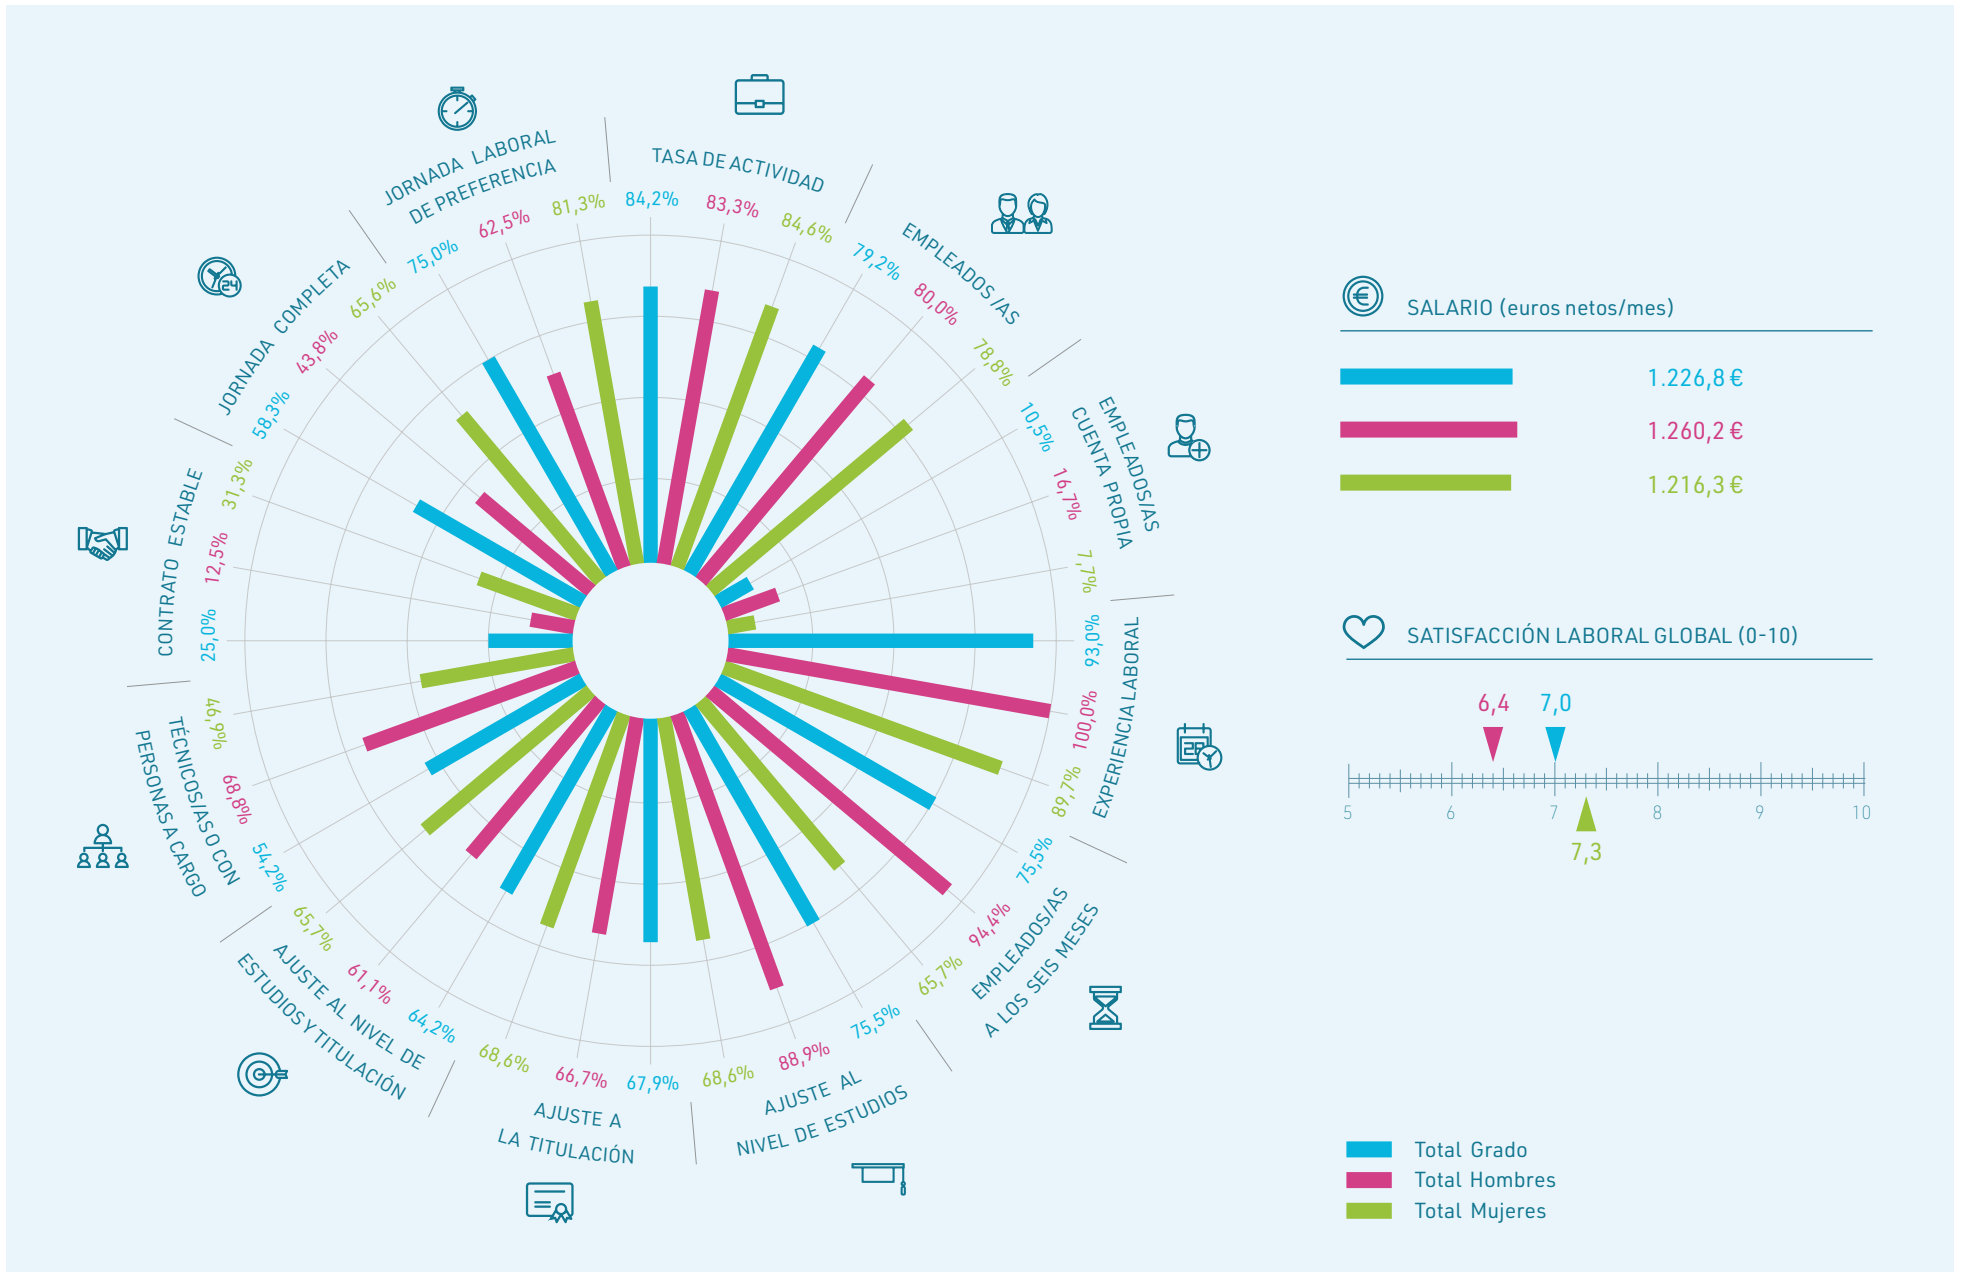 TASA DE ACTIVIDAD
84,2%
83,3%
84,6%
EMPLEADOS /AS
79,2%
80,0%
78,8%
EMPLEADOS/AS
CUENTA PROPIA
10,5%
16,7%
7,7%
EXPERIENCIA LABORAL
93,0%
100,0%
89,7%
EMPLEADOS/AS
A LOS SEIS MESES
75,5%
94,4%
65,7%
AJUSTE AL
NIVEL DE ESTUDIOS
75,5%
88,9%
68,6%
AJUSTE A
LA TITULACIÓN
67,9%
66,7%
68,6%
AJUSTE AL NIVEL DE
ESTUDIOS Y TITULACIÓN
64,2%
61,1%
65,7%
TÉCNICOS/AS CON
PERSONAS A CARGO
54,2%
68,8%
46,9%
CONTRATO ESTABLE
25,0%
12,5%
31,3%
JORNADA COMPLETA
58,3%
43,8%
65,6%
JORNADA LABORAL
DE PREFERENCIA
75,0%
62,5%
81,3%
24
28
SALARIO (euros netos/mes)
1.226,8 €
1.260,2 €
1.216,3 €
SATISFACCIÓN LABORAL GLOBAL (0-10)
6,4 7,0
5 6 7 8 9 10
7,3
Total Grado
Total Hombres
Total Mujeres